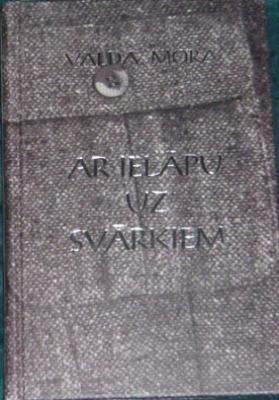 VALDA MORA
AR IELĀPU
UZ
SVĀRKIEM